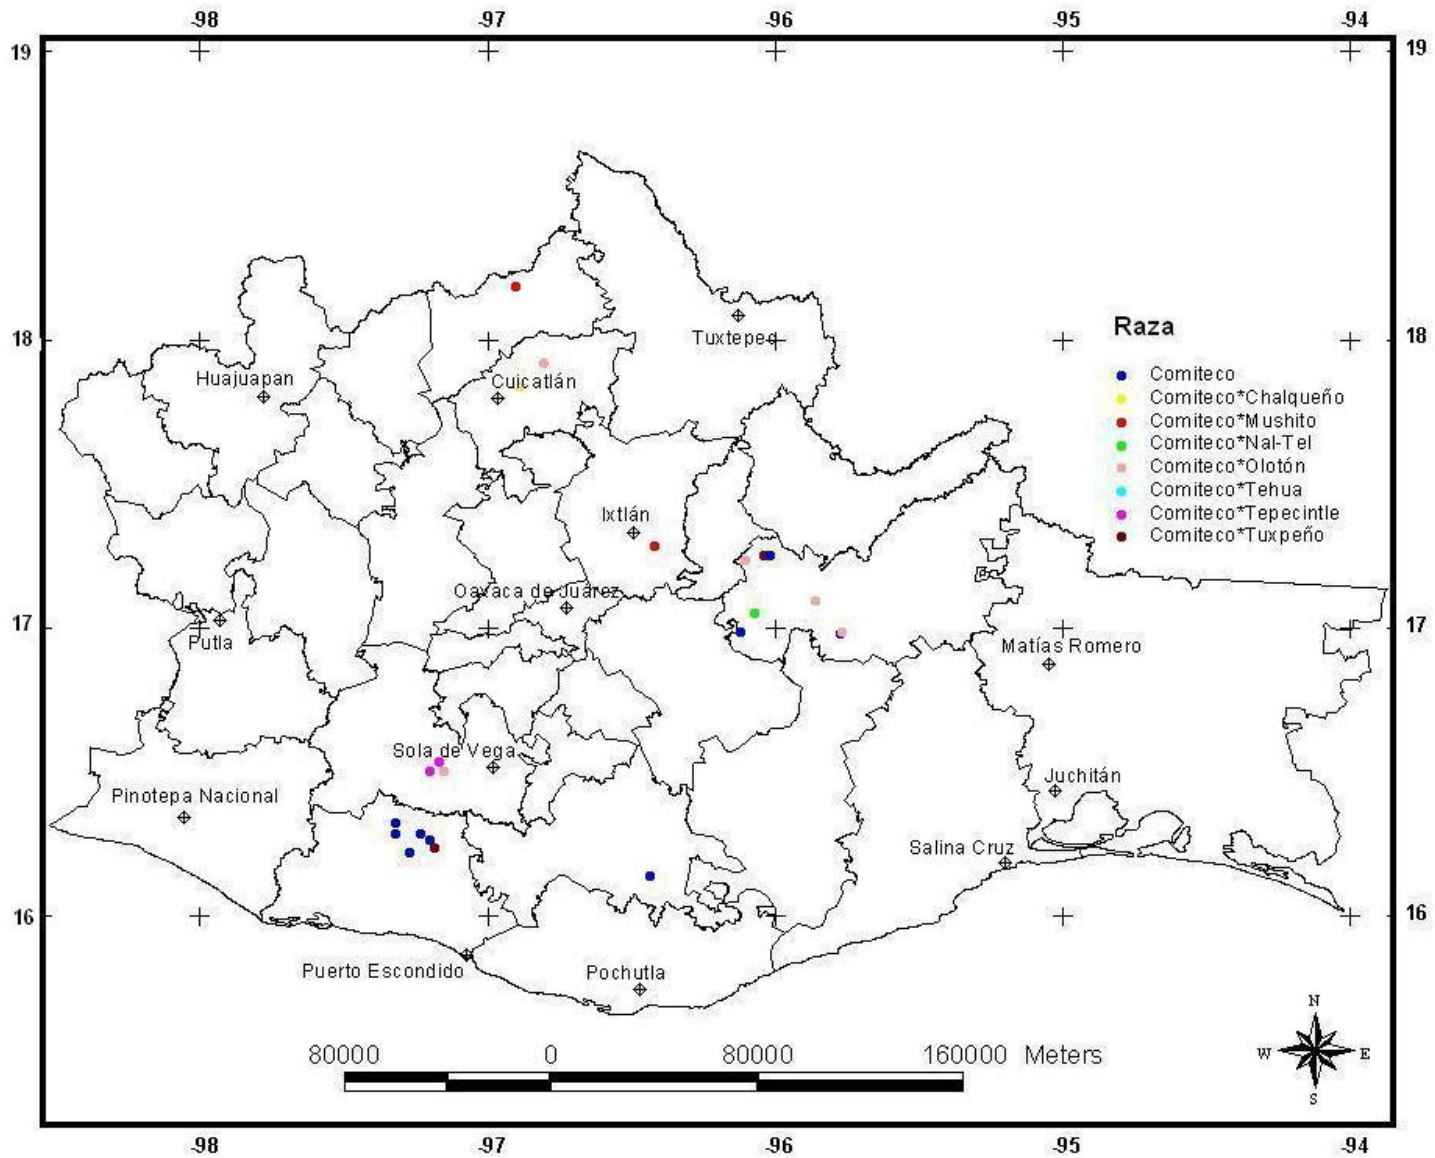 -98 -97 -96 -95 -94
19 19
Tuxtepec
18 18
Raza
Huajuapan
Cuicatlán
Comiteco
Comiteco*Chalqueño
Comiteco*Mushito
Comiteco*Nal-Tel
Comiteco*Olotón
Comiteco*Tehua
Comiteco*Tepecintle
Comiteco*Tuxpeño
Ixtlán
Oaxaca de Juárez
17 17
Putla
Matías Romero
Sola de Vega
Juchitán
Pinotepa Nacional
Salina Cruz
16 16
Puerto Escondido
Pochutla
N
W E
S
80000 0 80000 160000 Meters
-98 -97 -96 -95 -94